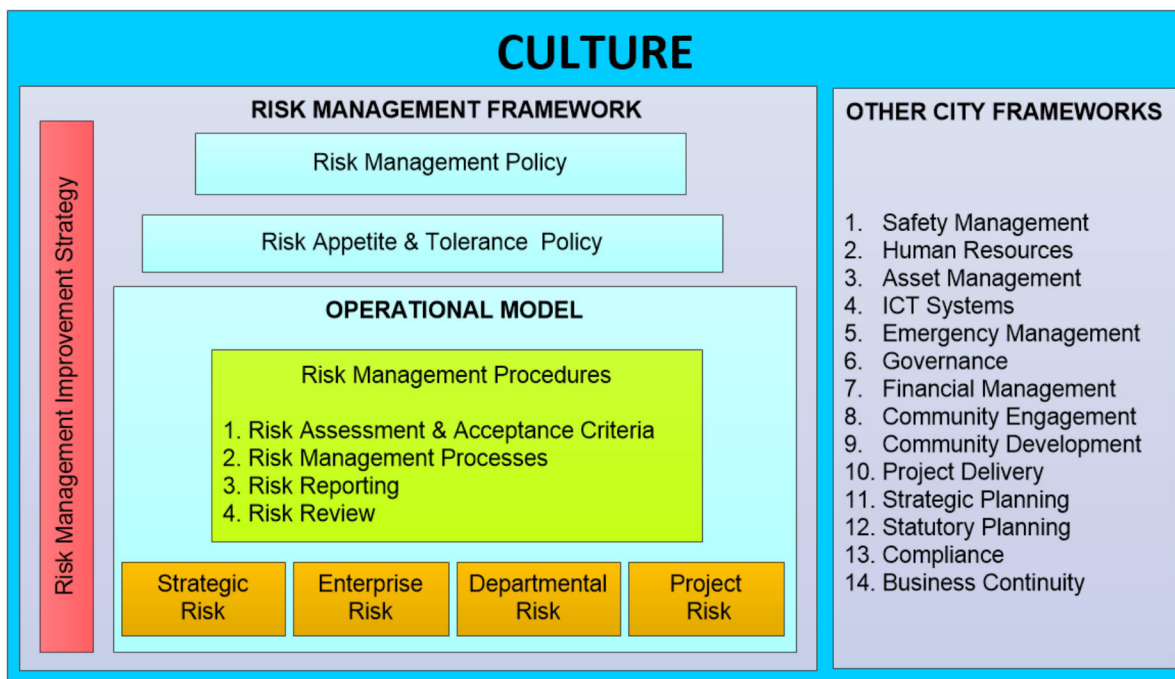 CULTURE
RISK MANAGEMENT FRAMEWORK
Risk Management Improvement Strategy
Risk Management Policy
Risk Appetite & Tolerance Policy
OPERATIONAL MODEL
Risk Management Procedures
1. Risk Assessment & Acceptance Criteria
2. Risk Management Processes
3. Risk Reporting
4. Risk Review
Strategic
Risk
Enterprise
Risk
Departmental
Risk
Project
Risk
OTHER CITY FRAMEWORKS
1. Safety Management
2. Human Resources
3. Asset Management
4. ICT Systems
5. Emergency Management
6. Governance
7. Financial Management
8. Community Engagement
9. Community Development
10. Project Delivery
11. Strategic Planning
12. Statutory Planning
13. Compliance
14. Business Continuity